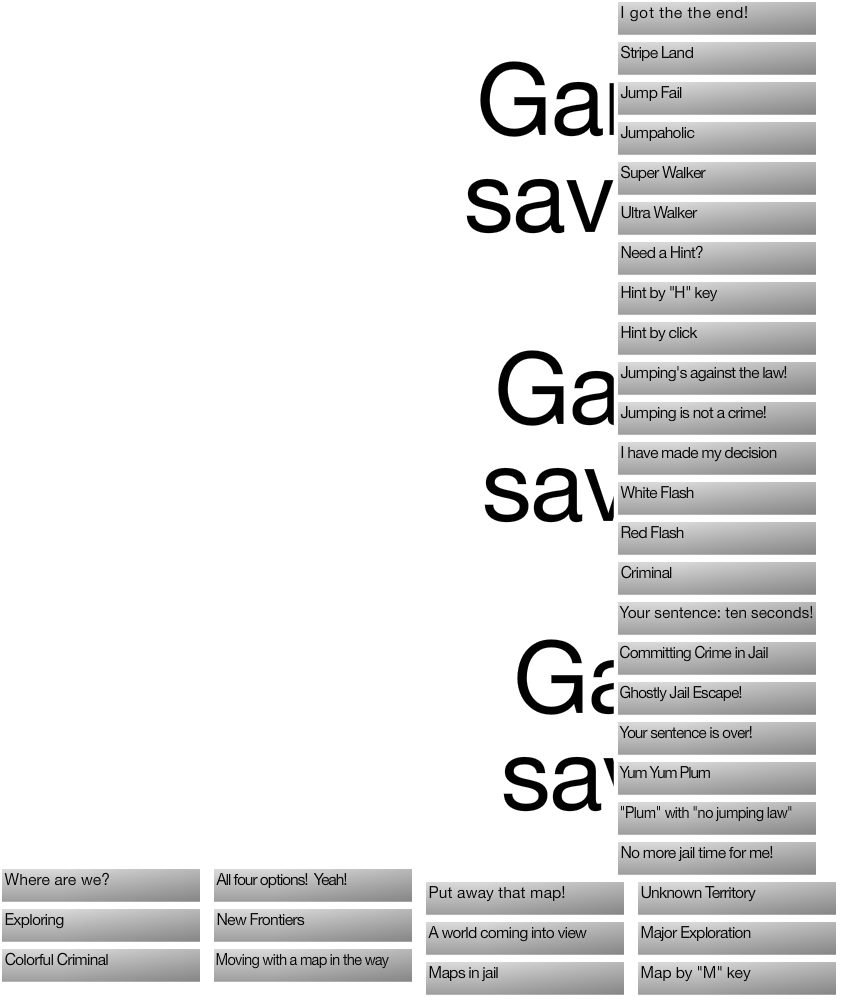 Ga
sav
Ga
sav
Ga
sav
I got the the end!
Stripe Land
Jump Fail
Jumpaholic
Super Walker
Ultra Walker
Need a Hint?
Hint by "H" key
Hint by click
Jumping's against the law!
Jumping is not a crime!
I have made my decision
White Flash
Red Flash
Criminal
Your sentence: ten seconds!
Committing Crime in Jail
Ghostly Jail Escape!
Your sentence is over!
Yum Yum Plum
"Plum" with "no jumping law"
No more jail time for me!
Where are we?
Exploring
Colorful Criminal
All four options!  Yeah!
New Frontiers
Moving with a map in the way
Put away that map!
A world coming into view
Maps in jail
Unknown Territory
Major Exploration
Map by "M" key